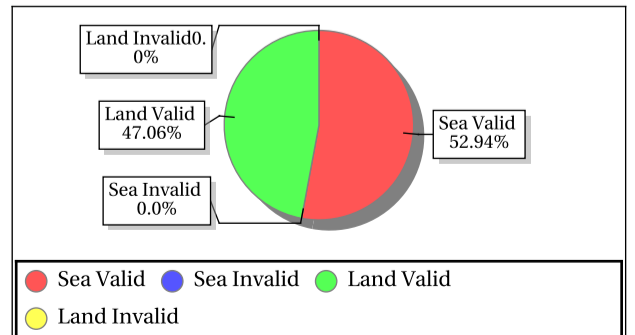 Land Invalid0.
0%
Land Valid
47.06%
Sea Valid
52.94%
Sea Invalid
0.0%
Sea Valid
Sea Invalid
Land Valid
Land Invalid